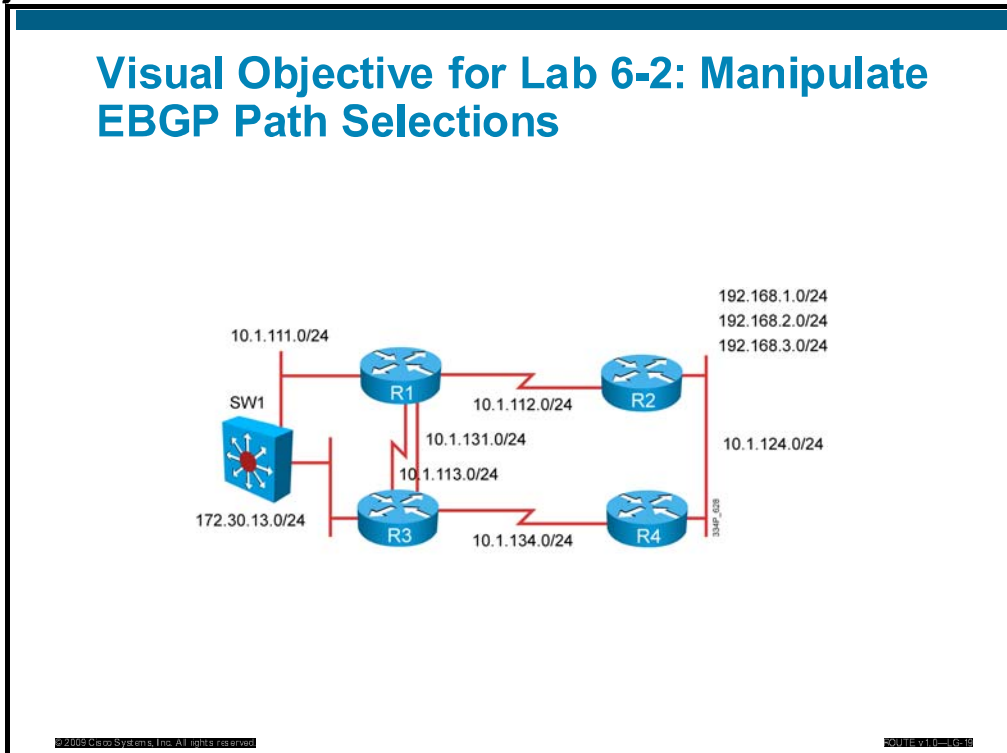 Visual Objective for Lab 6-2: Manipulate
EBGP Path Selections
192.168.1.0/24
192.168.2.0/24
192.168.3.0/24
10.1.111.0/24
R1
R2
SW1
10.1.112.0/24
10.1.131.0/24
10.1.124.0/24
10.1.113.0/24
172.30.13.0/24
R3
10.1.134.0/24
R4
334P_628
© 2009 Cisco Systems, Inc. All rights reserved.
ROUTE v1.0—LG-19